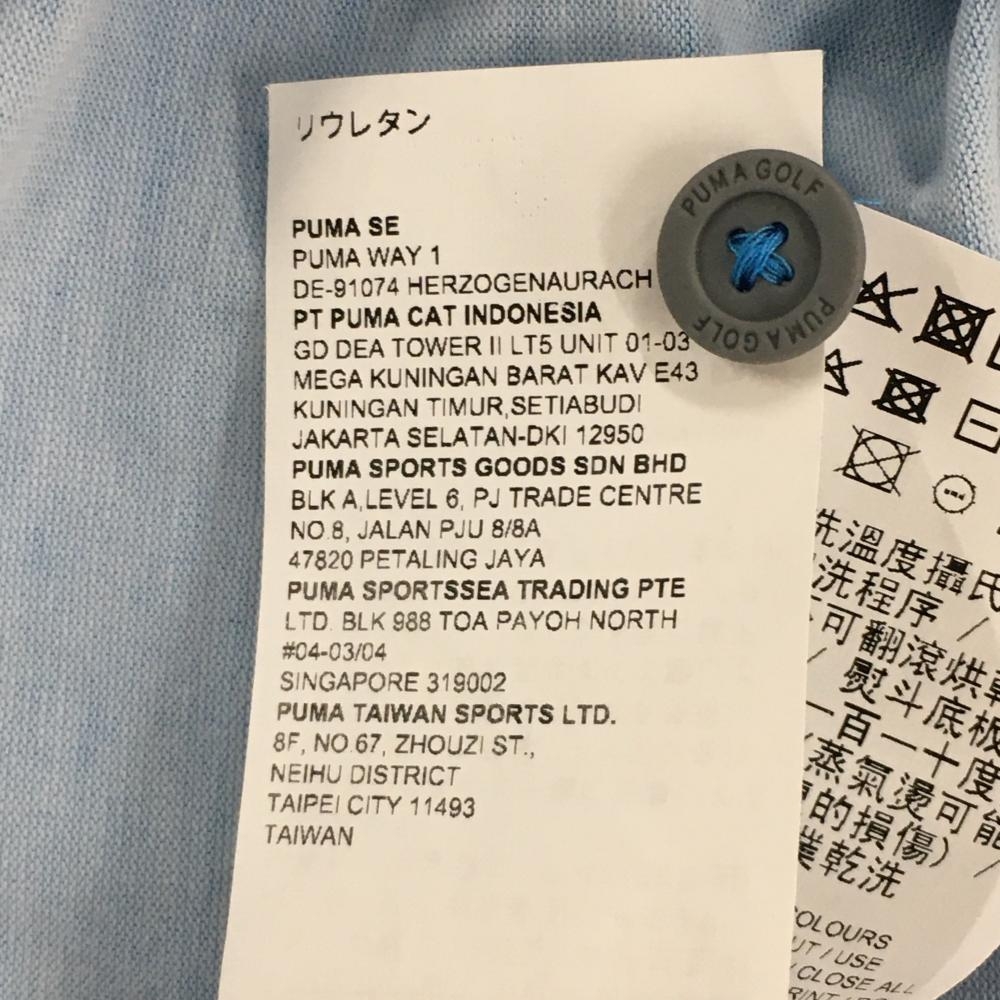 リウレタン
PUMA SE
PUMA WAY 1
DE-91074 HERZOGENAURACH
PT PUMA CAT INDONESIA
GD DEA TOWER II LT5 UNIT 01-03
MEGA KUNINGAN BARAT KAV E43
KUNINGAN TIMUR,SETIABUDI
JAKARTA SELATAN-DKI 12950
PUMA SPORTS GOODS SDN BHD
BLK A,LEVEL 6, PJ TRADE CENTRE
NO.8, JALAN PJU 8/8A
47820 PETALING JAYA
PUMA SPORTSSEA TRADING PTE
LTD. BLK 988 TOA PAYOH NORTH
#04-03/04
SINGAPORE 319002
PUMA TAIWAN SPORTS LTD.
8F, NO.67, ZHOUZI ST.,
NEIHU DISTRICT
TAIPEI CITY 11493
TAIWAN
PUMA GOLF
PUMA GOLF
洗溫度攝氏
洗程序 /
可翻滾烘乾
/ 熨斗底板
一百一十度
/蒸氣燙可能
的損傷) /
業乾洗
COLOURS
/ USE
/ CLOSE ALL